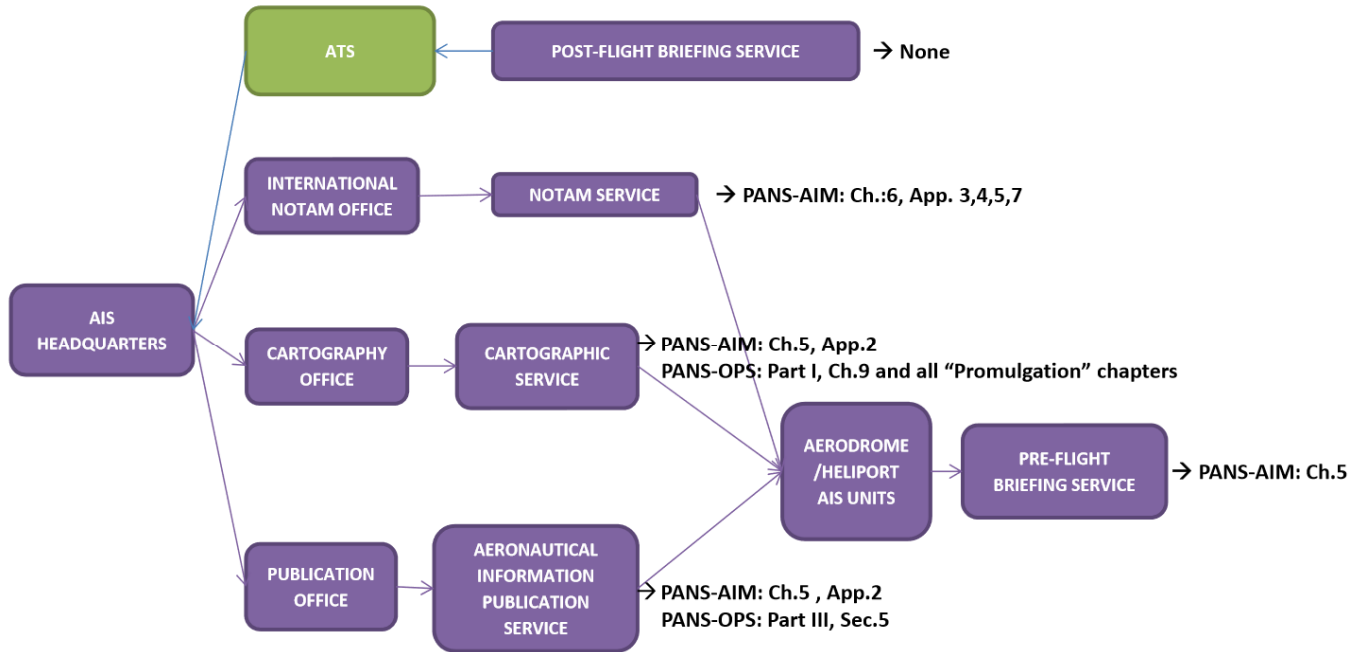 ATS
POST-FLIGHT BRIEFING SERVICE
→ None
INTERNATIONAL
NOTAM OFFICE
NOTAM SERVICE
→ PANS-AIM: Ch.:6, App. 3,4,5,7
AIS
HEADQUARTERS
CARTOGRAPHY
OFFICE
CARTOGRAPHIC
SERVICE
→ PANS-AIM: Ch.5, App.2
PANS-OPS: Part I, Ch.9 and all “Promulgation” chapters
AERODROME
/HELIPORT
AIS UNITS
PRE-FLIGHT
BRIEFING SERVICE
→ PANS-AIM: Ch.5
PUBLICATION
OFFICE
AERONAUTICAL
INFORMATION
PUBLICATION
SERVICE
→ PANS-AIM: Ch.5 , App.2
PANS-OPS: Part III, Sec.5